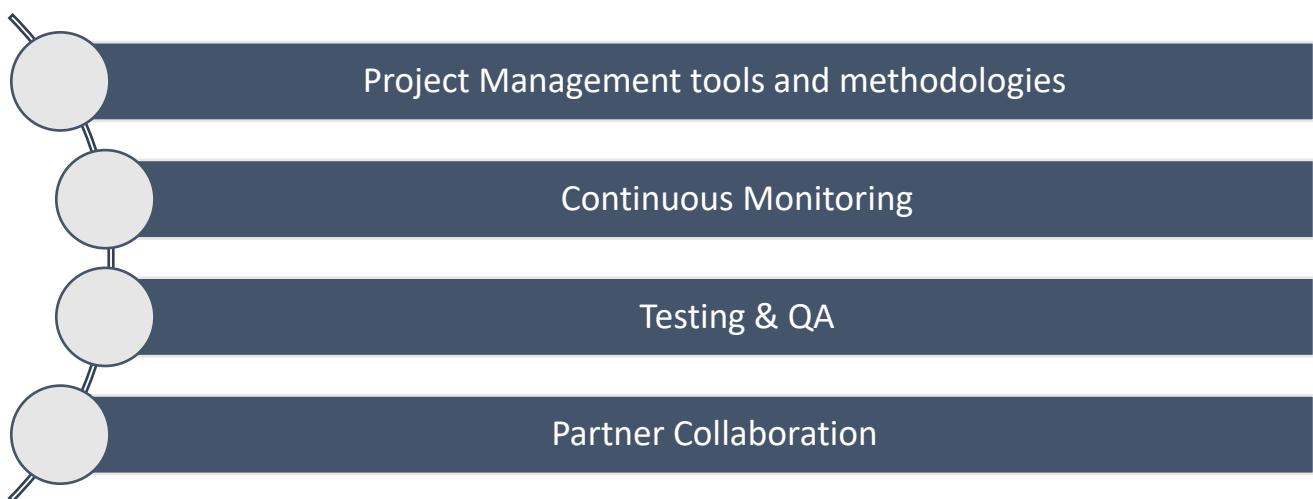 Project Management tools and methodologies
Continuous Monitoring
Testing & QA
Partner Collaboration